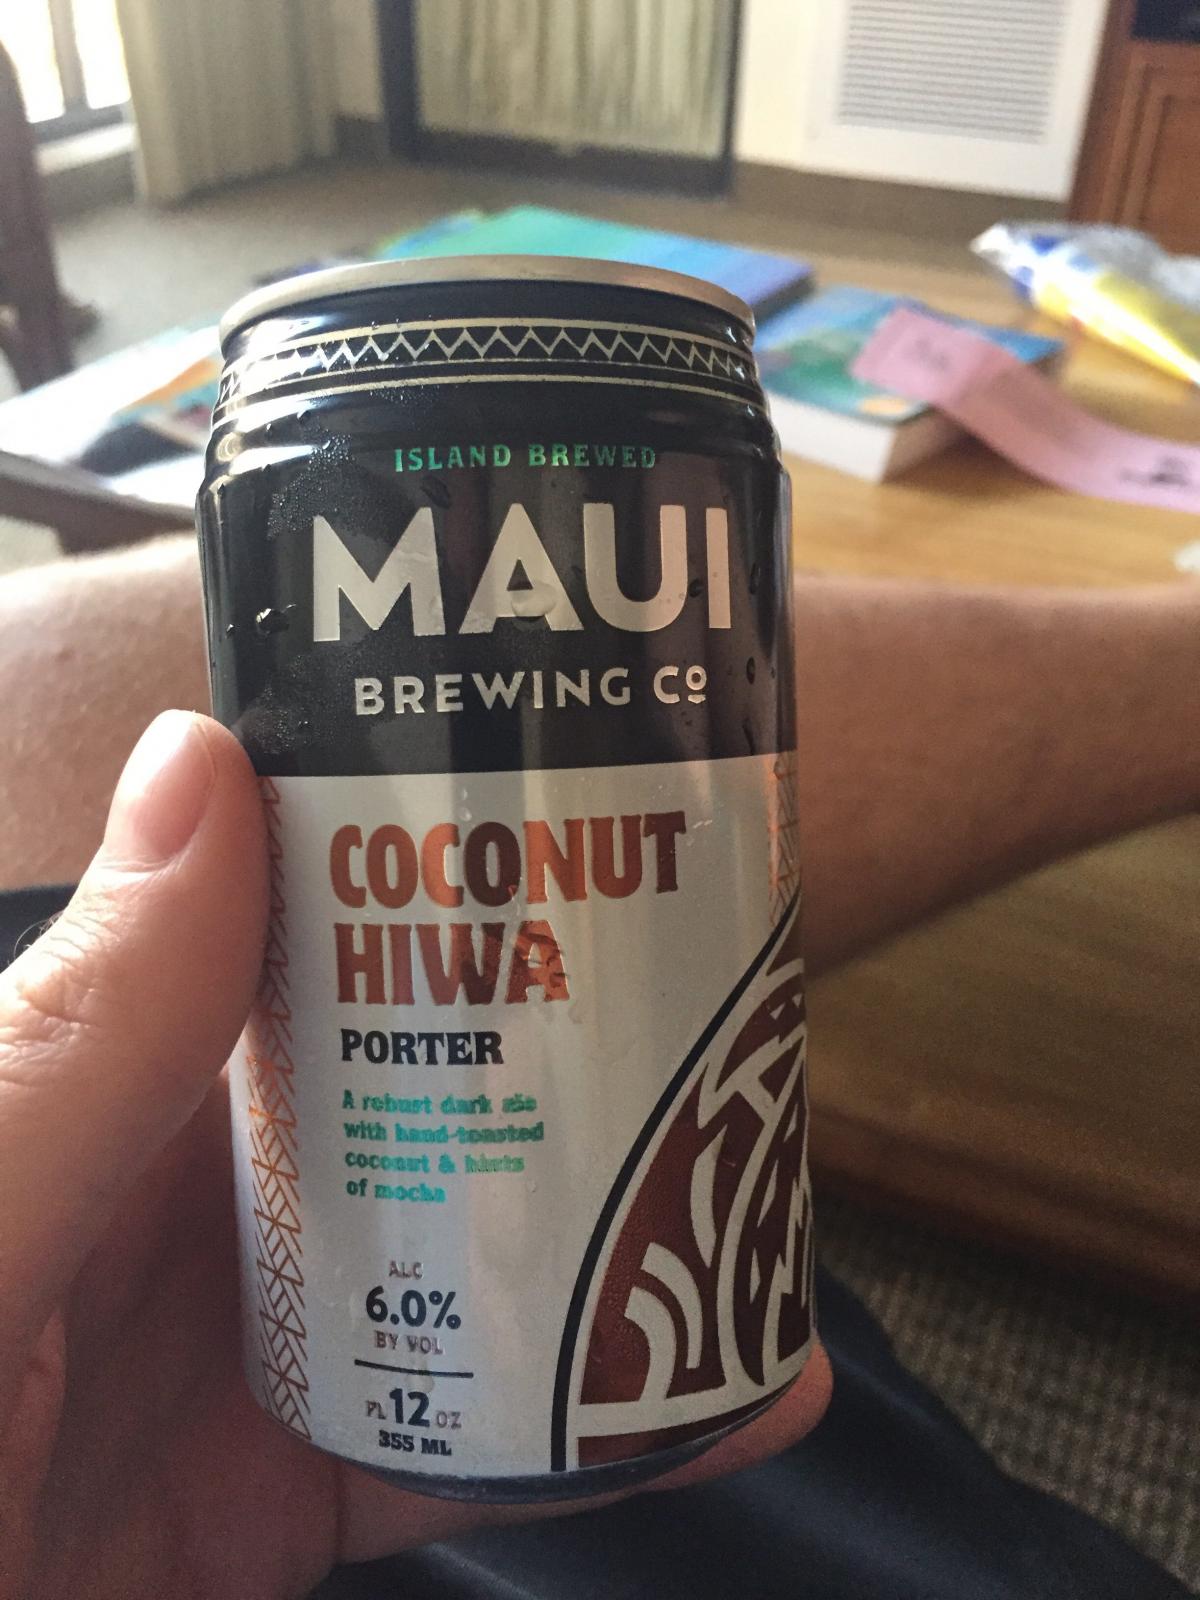 ISLAND BREWED
MAUI
BREWING Cº
COCONUT
HIWA
PORTER
A robust dark ale
with hand-toasted
coconut & hints
of mocha
ALC
6.0%
BY VOL
FL 12 OZ
355 ML